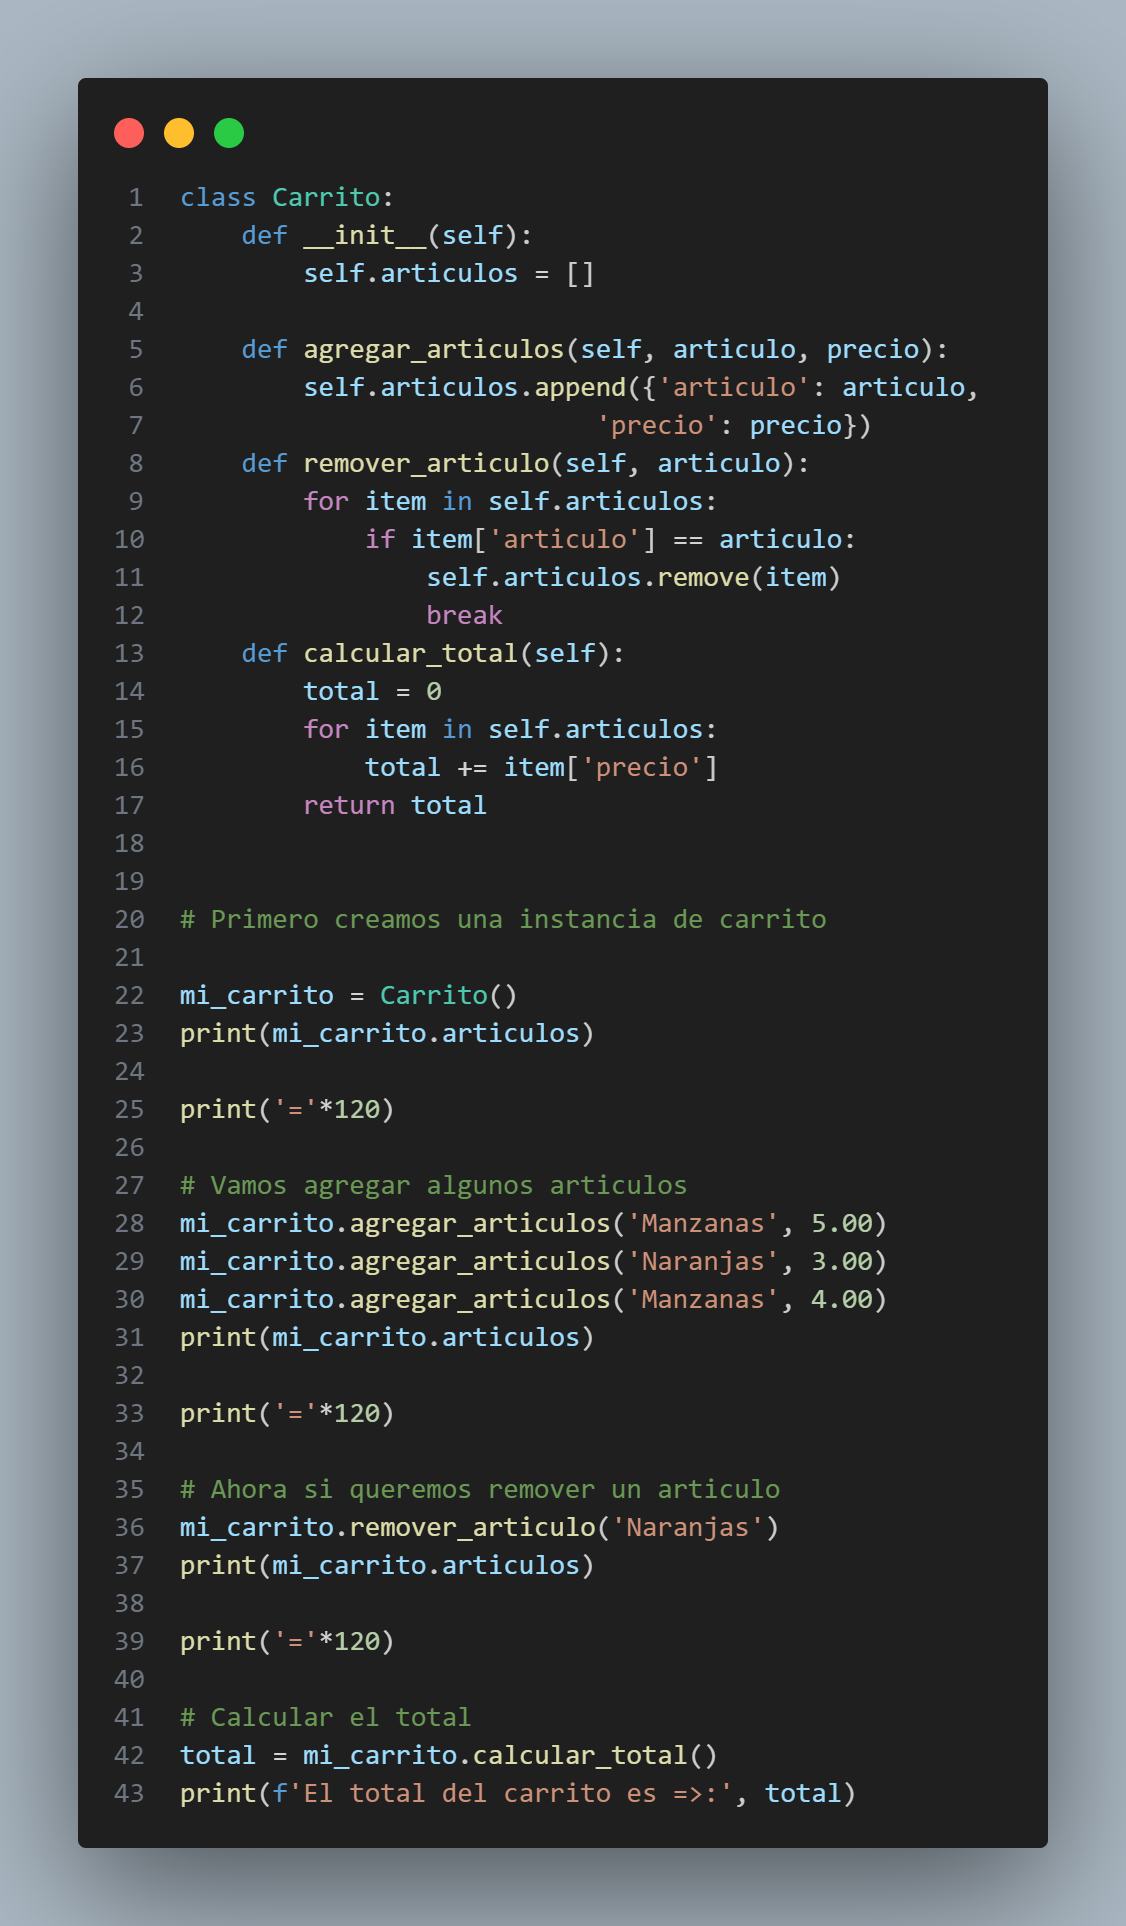 1 class Carrito:
2     def __init__(self):
3         self.articulos = []
4
5     def agregar_articulos(self, articulo, precio):
6         self.articulos.append({'articulo': articulo,
7                            'precio': precio})
8     def remover_articulo(self, articulo):
9         for item in self.articulos:
10             if item['articulo'] == articulo:
11                 self.articulos.remove(item)
12                 break
13     def calcular_total(self):
14         total = 0
15         for item in self.articulos:
16             total += item['precio']
17         return total
18
19
20 # Primero creamos una instancia de carrito
21
22 mi_carrito = Carrito()
23 print(mi_carrito.articulos)
24
25 print('='*120)
26
27 # Vamos agregar algunos articulos
28 mi_carrito.agregar_articulos('Manzanas', 5.00)
29 mi_carrito.agregar_articulos('Naranjas', 3.00)
30 mi_carrito.agregar_articulos('Manzanas', 4.00)
31 print(mi_carrito.articulos)
32
33 print('='*120)
34
35 # Ahora si queremos remover un articulo
36 mi_carrito.remover_articulo('Naranjas')
37 print(mi_carrito.articulos)
38
39 print('='*120)
40
41 # Calcular el total
42 total = mi_carrito.calcular_total()
43 print(f'El total del carrito es =>:', total)